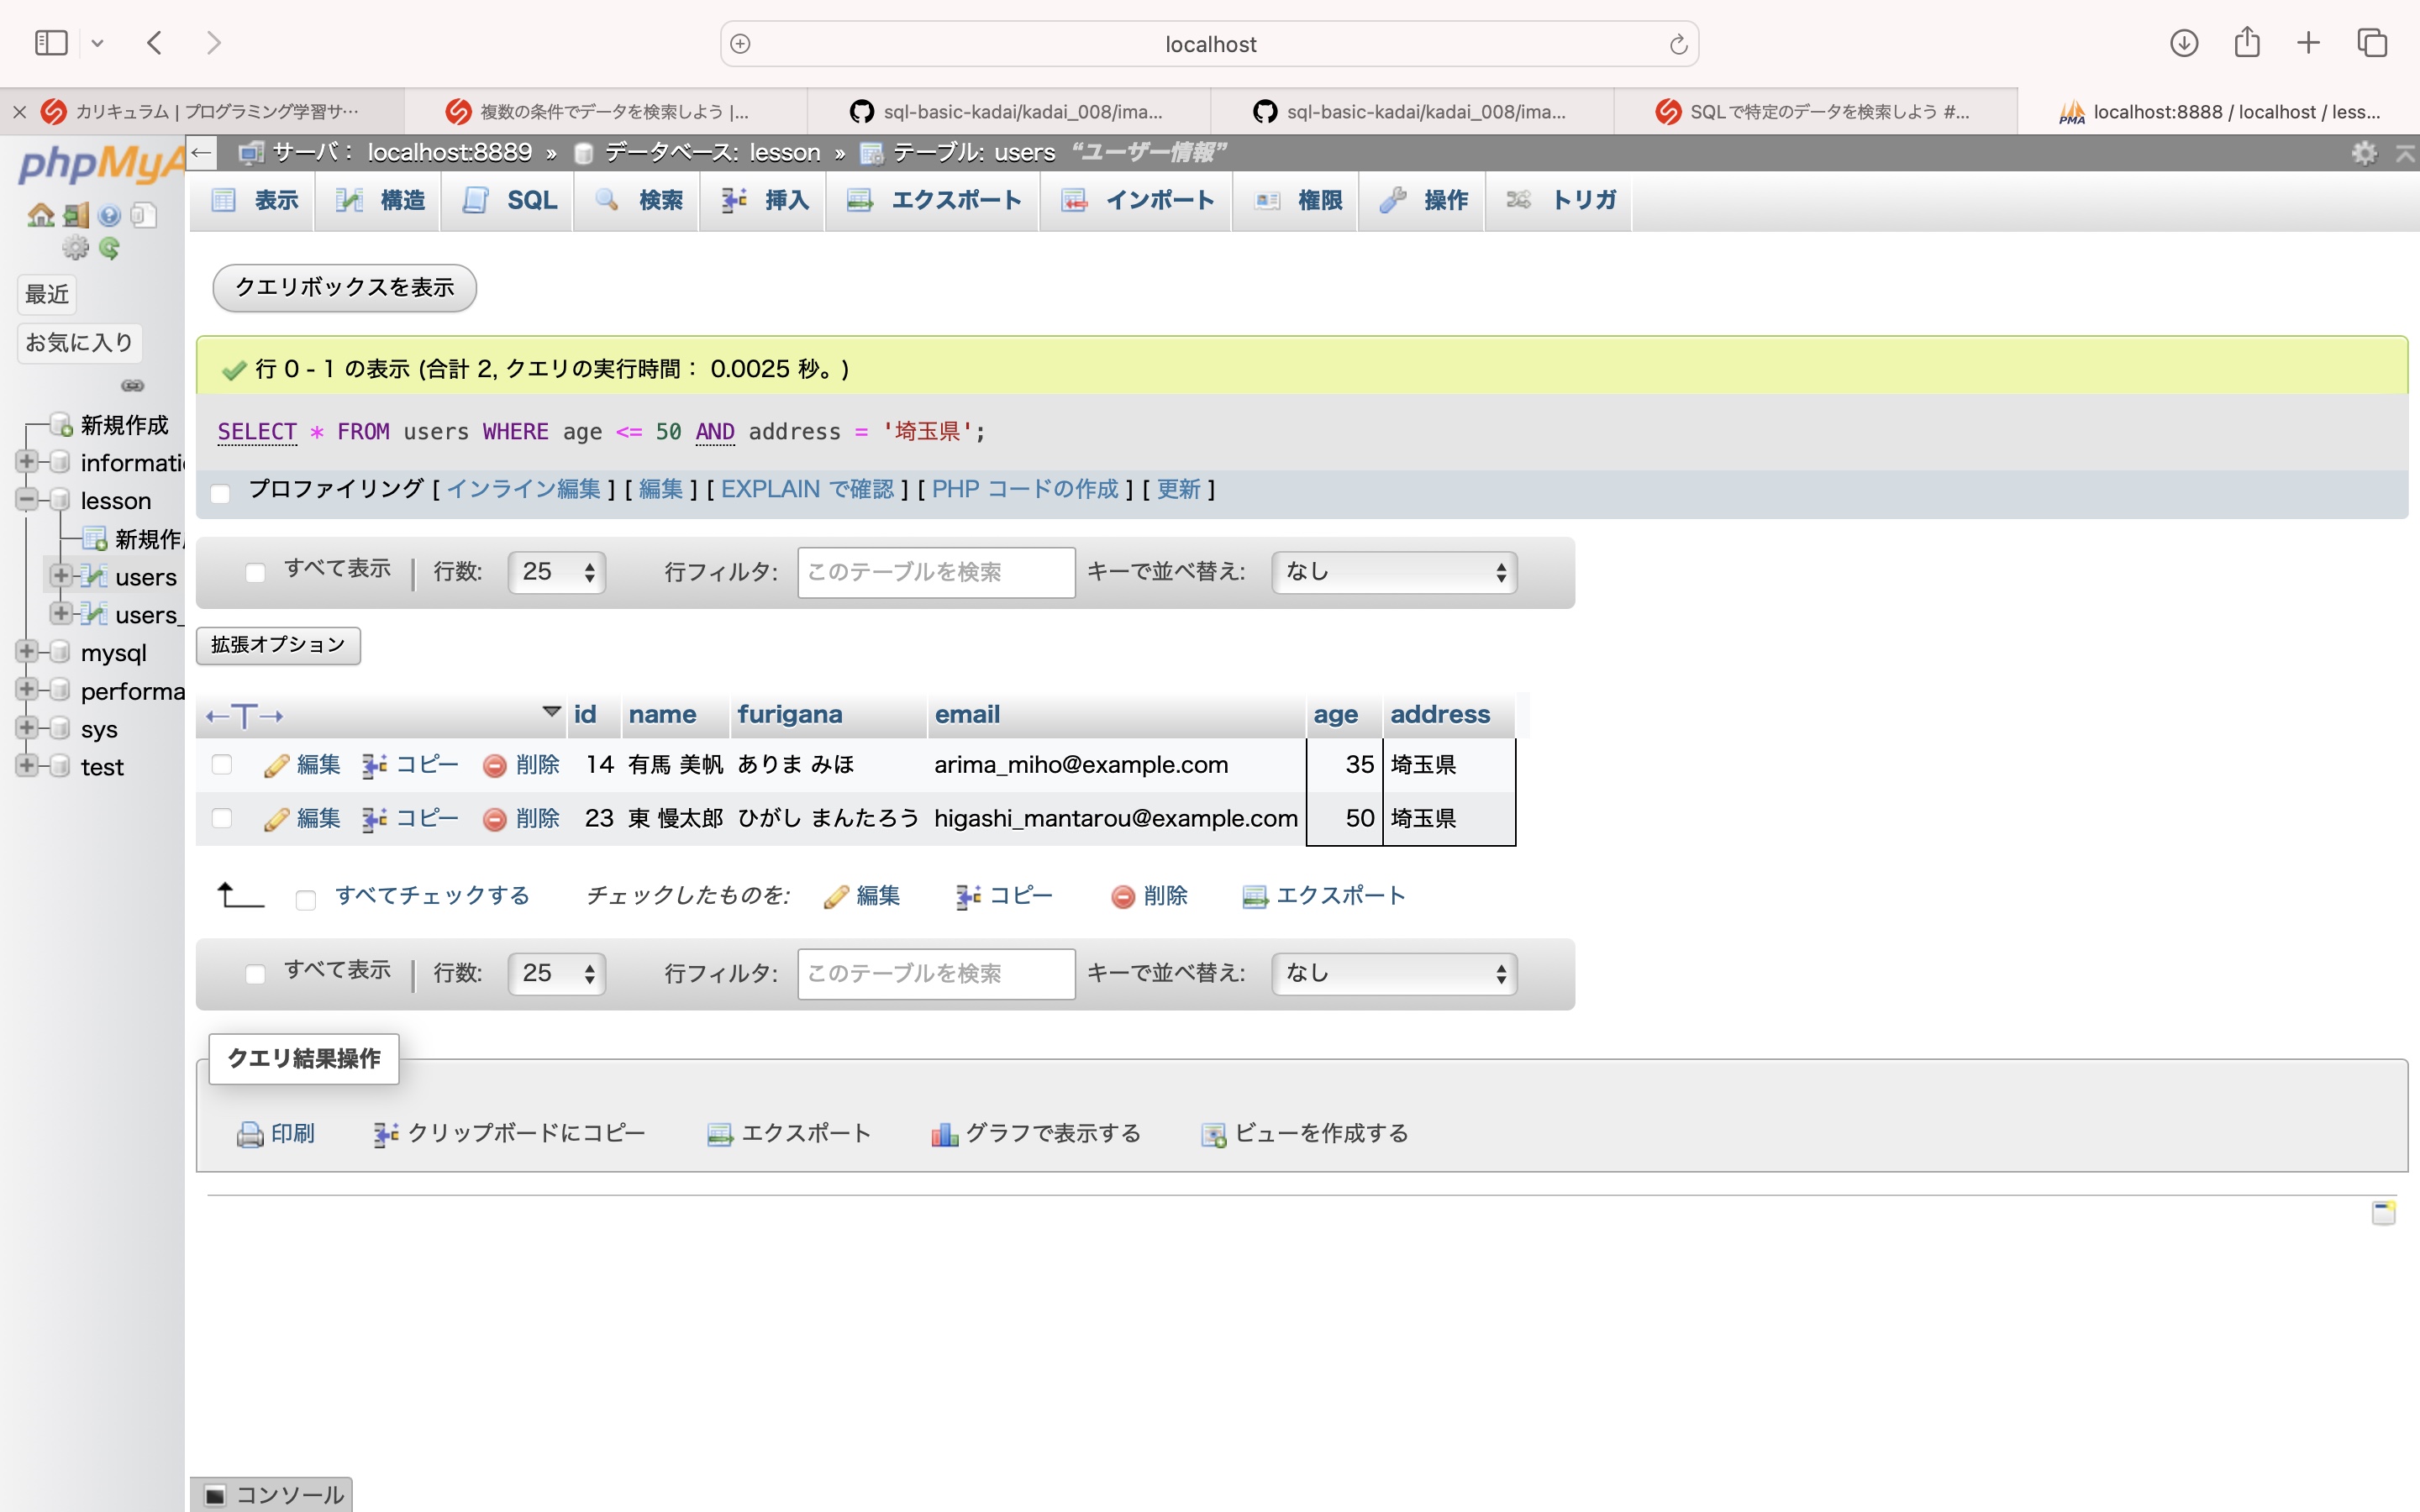 localhost
カリキュラム | プログラミング学習サ…
複数の条件でデータを検索しよう |...
sql-basic-kadai/kadai_008/ima...
sql-basic-kadai/kadai_008/ima...
SQLで特定のデータを検索しよう #...
PMA localhost:8888 / localhost / less...
phpMyA
← サーバ： localhost:8889 » データベース: lesson » テーブル: users “ユーザー情報”
表示 構造 SQL 検索 挿入 エクスポート インポート 権限 操作 トリガ
最近
お気に入り
新規作成
informati
lesson
新規作
users
users_
mysql
performa
sys
test
クエリボックスを表示
行 0 - 1 の表示 (合計 2, クエリの実行時間： 0.0025 秒。)
SELECT * FROM users WHERE age <= 50 AND address = '埼玉県';
プロファイリング [ インライン編集 ] [ 編集 ] [ EXPLAIN で確認 ] [ PHP コードの作成 ] [ 更新 ]
すべて表示 | 行数: 25 行フィルタ: このテーブルを検索 キーで並べ替え: なし
拡張オプション
←T→ id name furigana email age address
編集 コピー 削除 14 有馬 美帆 ありま みほ arima_miho@example.com 35 埼玉県
編集 コピー 削除 23 東 慢太郎 ひがし まんたろう higashi_mantarou@example.com 50 埼玉県
すべてチェックする チェックしたものを: 編集 コピー 削除 エクスポート
すべて表示 | 行数: 25 行フィルタ: このテーブルを検索 キーで並べ替え: なし
クエリ結果操作
印刷 クリップボードにコピー エクスポート グラフで表示する ビューを作成する
コンソール